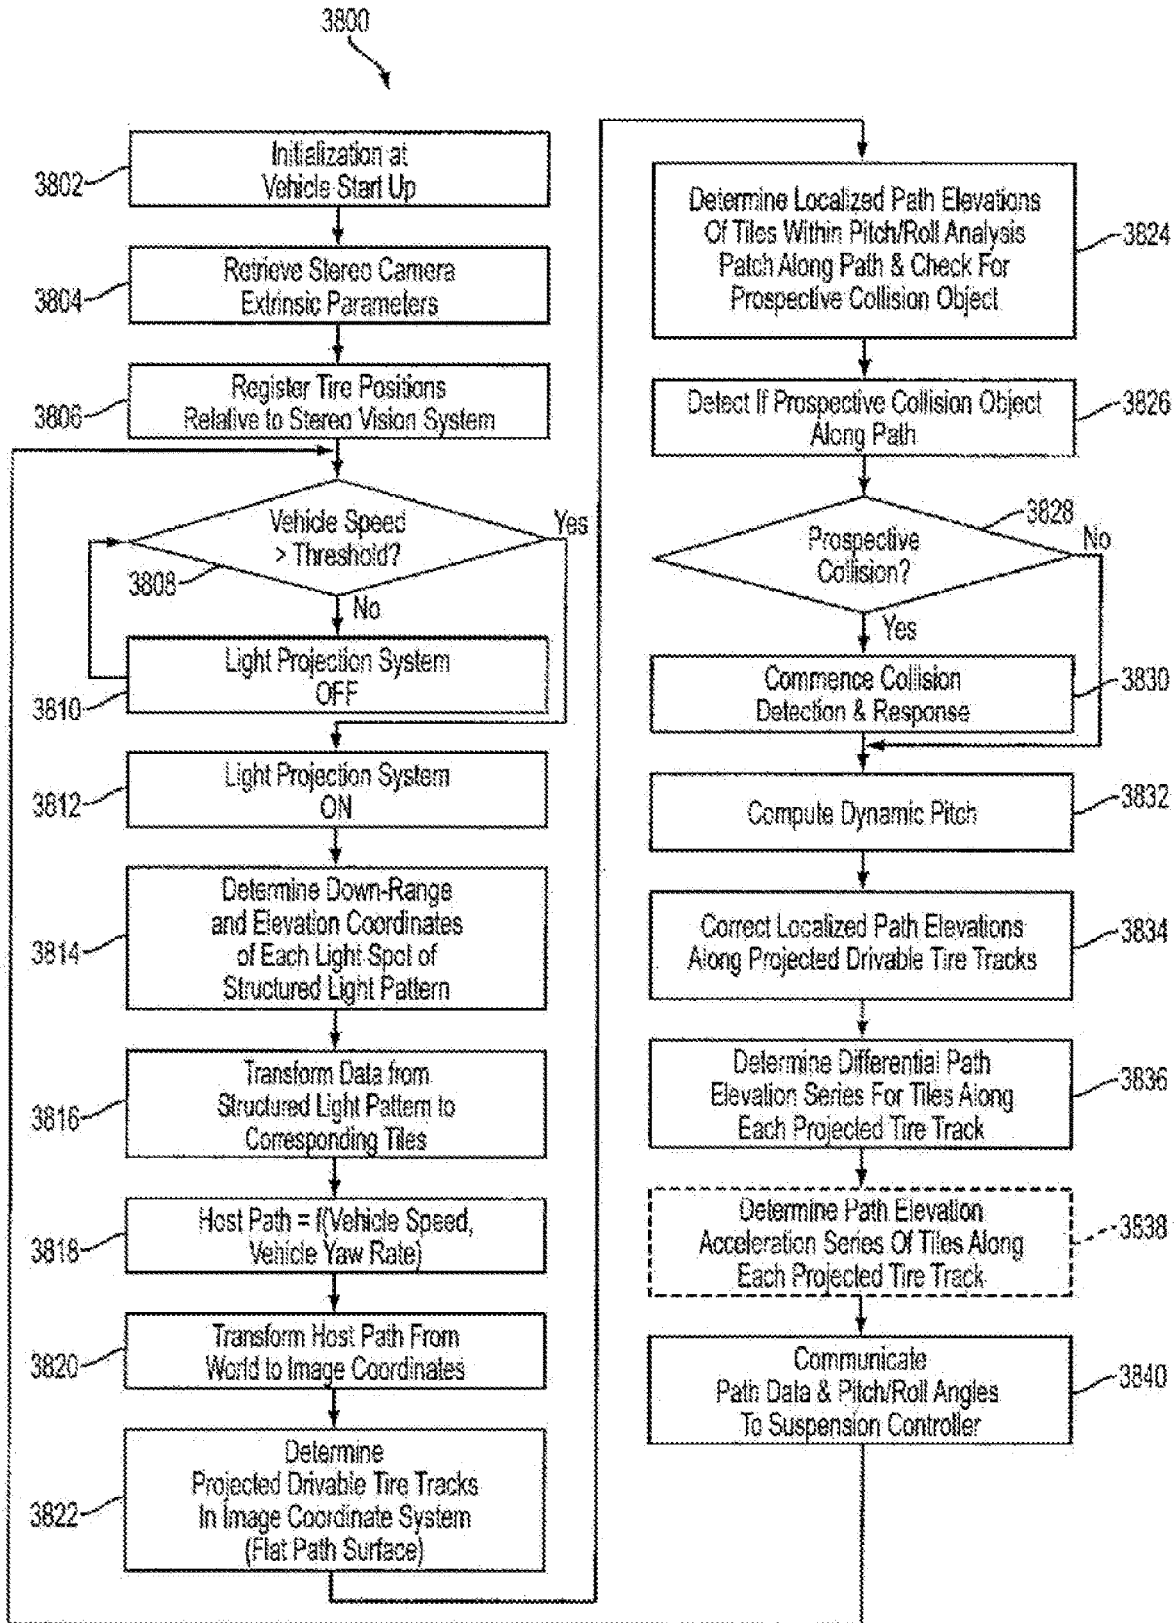 3800
3802
Initialization at
Vehicle Start Up
3804
Retrieve Stereo Camera
Extrinsic Parameters
3806
Register Tire Positions
Relative to Stereo Vision System
Vehicle Speed
> Threshold?
3808
Yes
No
Light Projection System
OFF
3810
Light Projection System
ON
3812
Determine Down-Range
and Elevation Coordinates
of Each Light Spot of
Structured Light Pattern
3814
Transform Data from
Structured Light Pattern to
Corresponding Tiles
3816
Host Path = f(Vehicle Speed,
Vehicle Yaw Rate)
3818
Transform Host Path From
World to Image Coordinates
3820
Determine
Projected Drivable Tire Tracks
In Image Coordinate System
(Flat Path Surface)
3822
Determine Localized Path Elevations
Of Tiles Within Pitch/Roll Analysis
Patch Along Path & Check For
Prospective Collision Object
3824
Detect If Prospective Collision Object
Along Path
3826
Prospective
Collision?
3828
No
Yes
Commence Collision
Detection & Response
3830
Compute Dynamic Pitch
3832
Correct Localized Path Elevations
Along Projected Drivable Tire Tracks
3834
Determine Differential Path
Elevation Series For Tiles Along
Each Projected Tire Track
3836
Determine Path Elevation
Acceleration Series Of Tiles Along
Each Projected Tire Track
3838
Communicate
Path Data & Pitch/Roll Angles
To Suspension Controller
3840